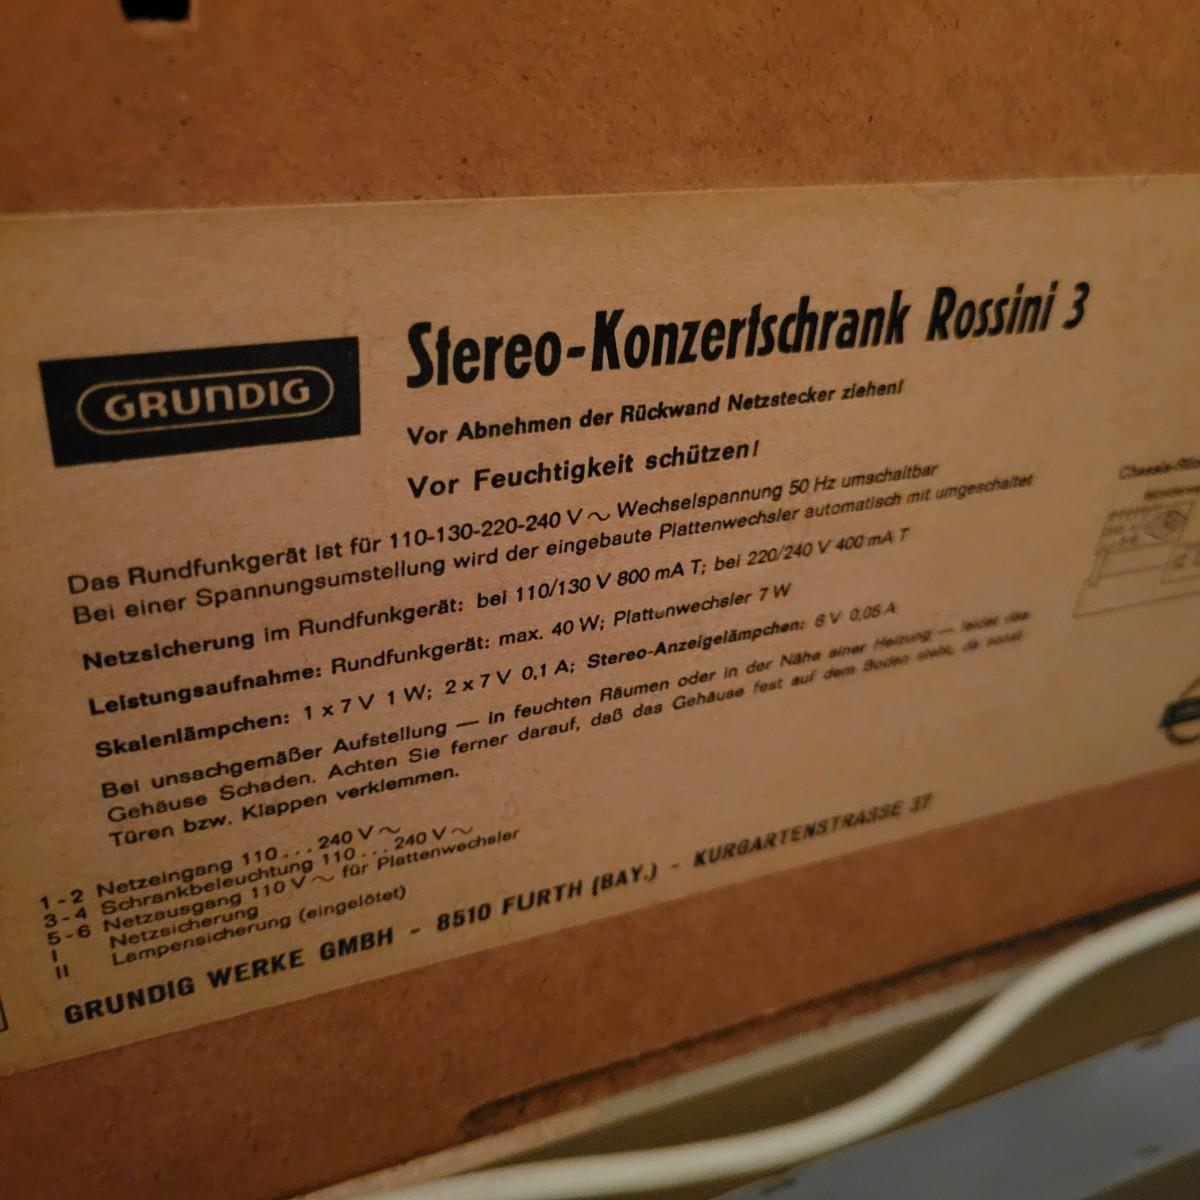 GRUNDIG
Stereo-Konzertschrank Rossini 3
Vor Abnehmen der Rückwand Netzstecker ziehen!
Vor Feuchtigkeit schützen!
Das Rundfunkgerät ist für 110-130-220-240 V ~ Wechselspannung 50 Hz umschaltbar
Bei einer Spannungsumstellung wird der eingebaute Plattenwechsler automatisch mit umgeschaltet
Netzsicherung im Rundfunkgerät: bei 110/130 V 800 mA T; bei 220/240 V 400 mA T
Leistungsaufnahme: Rundfunkgerät: max. 40 W; Plattenwechsler 7 W
Skalenlämpchen: 1 x 7 V 1 W; 2 x 7 V 0,1 A; Stereo-Anzeigelämpchen: 6 V 0,05 A
Bei unsachgemäßer Aufstellung — in feuchten Räumen oder in der Nähe einer Heizung — leidet das
Gehäuse Schaden. Achten Sie ferner darauf, daß das Gehäuse fest auf dem Boden steht, da sonst
Türen bzw. Klappen verklemmen.
1 - 2 Netzeingang 110 . . . 240 V ~
3 - 4 Schrankbeleuchtung 110 . . . 240 V ~
5 - 6 Netzausgang 110 V ~ für Plattenwechsler
I Netzsicherung
II Lampensicherung (eingelötet)
GRUNDIG WERKE GMBH - 8510 FURTH (BAY.) - KURGARTENSTRASSE 37